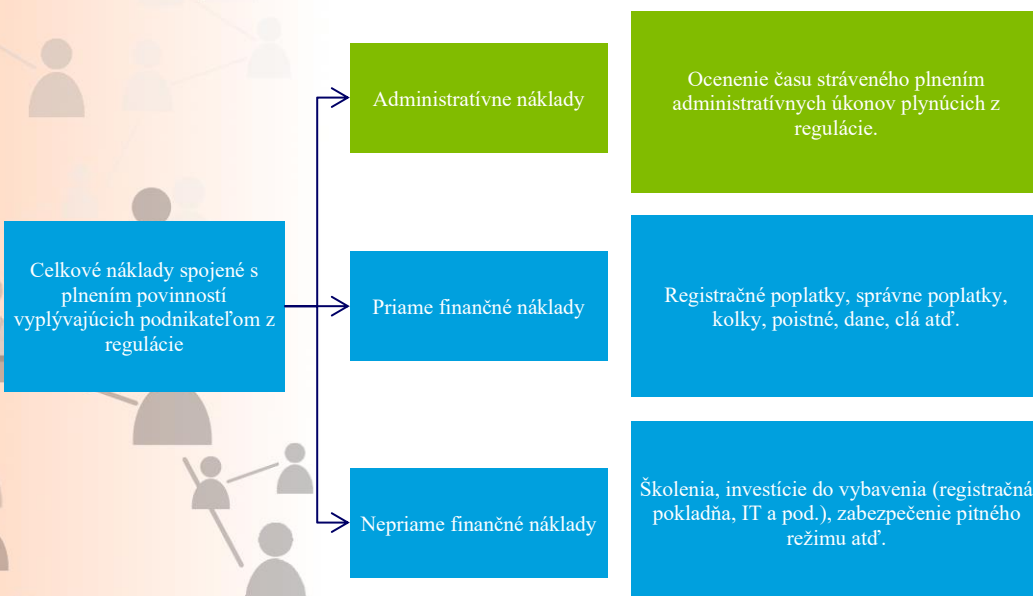 Administratívne náklady
Ocenenie času stráveného plnením
administratívnych úkonov plynúcich z
regulácie.
Celkové náklady spojené s
plnením povinností
vyplývajúcich podnikateľom z
regulácie
Priame finančné náklady
Registračné poplatky, správne poplatky,
kolky, poistné, dane, clá atď.
Nepriame finančné náklady
Školenia, investície do vybavenia (registračná
pokladňa, IT a pod.), zabezpečenie pitného
režimu atď.